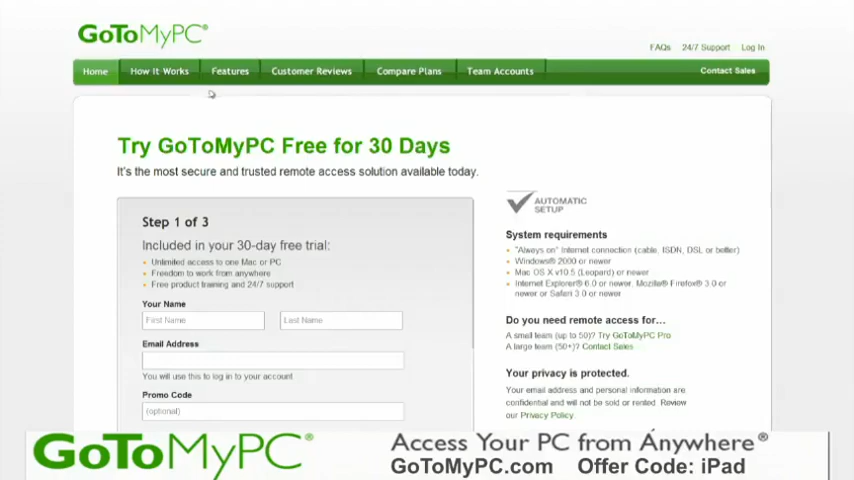 GoToMyPC®
FAQs 24/7 Support Log In
Home How It Works Features Customer Reviews Compare Plans Team Accounts Contact Sales
Try GoToMyPC Free for 30 Days
It's the most secure and trusted remote access solution available today.
Step 1 of 3
Included in your 30-day free trial:
Unlimited access to one Mac or PC
Freedom to work from anywhere
Free product training and 24/7 support
Your Name
First Name Last Name
Email Address
You will use this to log in to your account
Promo Code
(optional)
AUTOMATIC
SETUP
System requirements
"Always on" Internet connection (cable, ISDN, DSL or better)
Windows® 2000 or newer
Mac OS X v10.5 (Leopard) or newer
Internet Explorer® 6.0 or newer, Mozilla® Firefox® 3.0 or
newer or Safari 3.0 or newer
Do you need remote access for...
A small team (up to 50)? Try GoToMyPC Pro
A large team (50+)? Contact Sales
Your privacy is protected.
Your email address and personal information are
confidential and will not be sold or rented. Review
our Privacy Policy.
GoToMyPC® Access Your PC from Anywhere®
GoToMyPC.com Offer Code: iPad